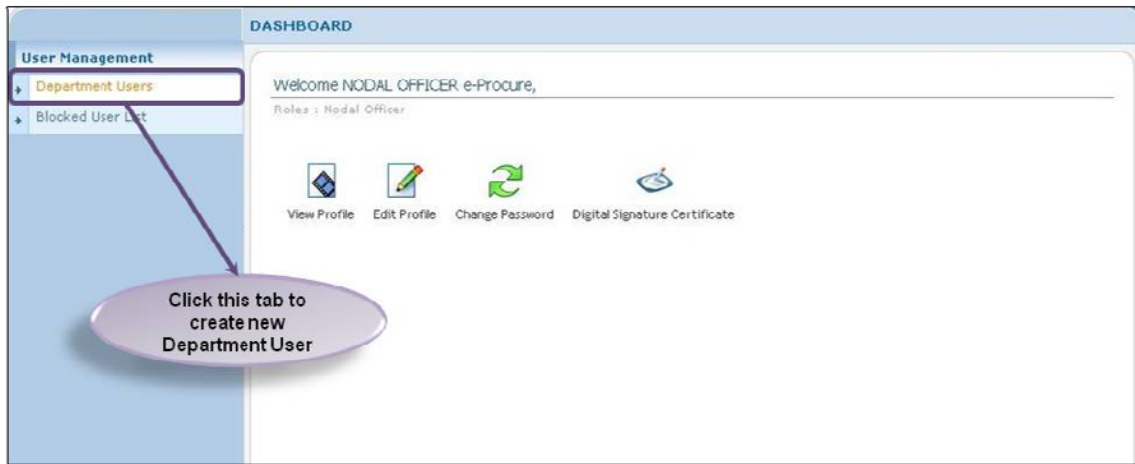 DASHBOARD
User Management
Department Users
Blocked User List
Welcome NODAL OFFICER e-Procure,
Roles : Nodal Officer
View Profile
Edit Profile
Change Password
Digital Signature Certificate
Click this tab to
create new
Department User